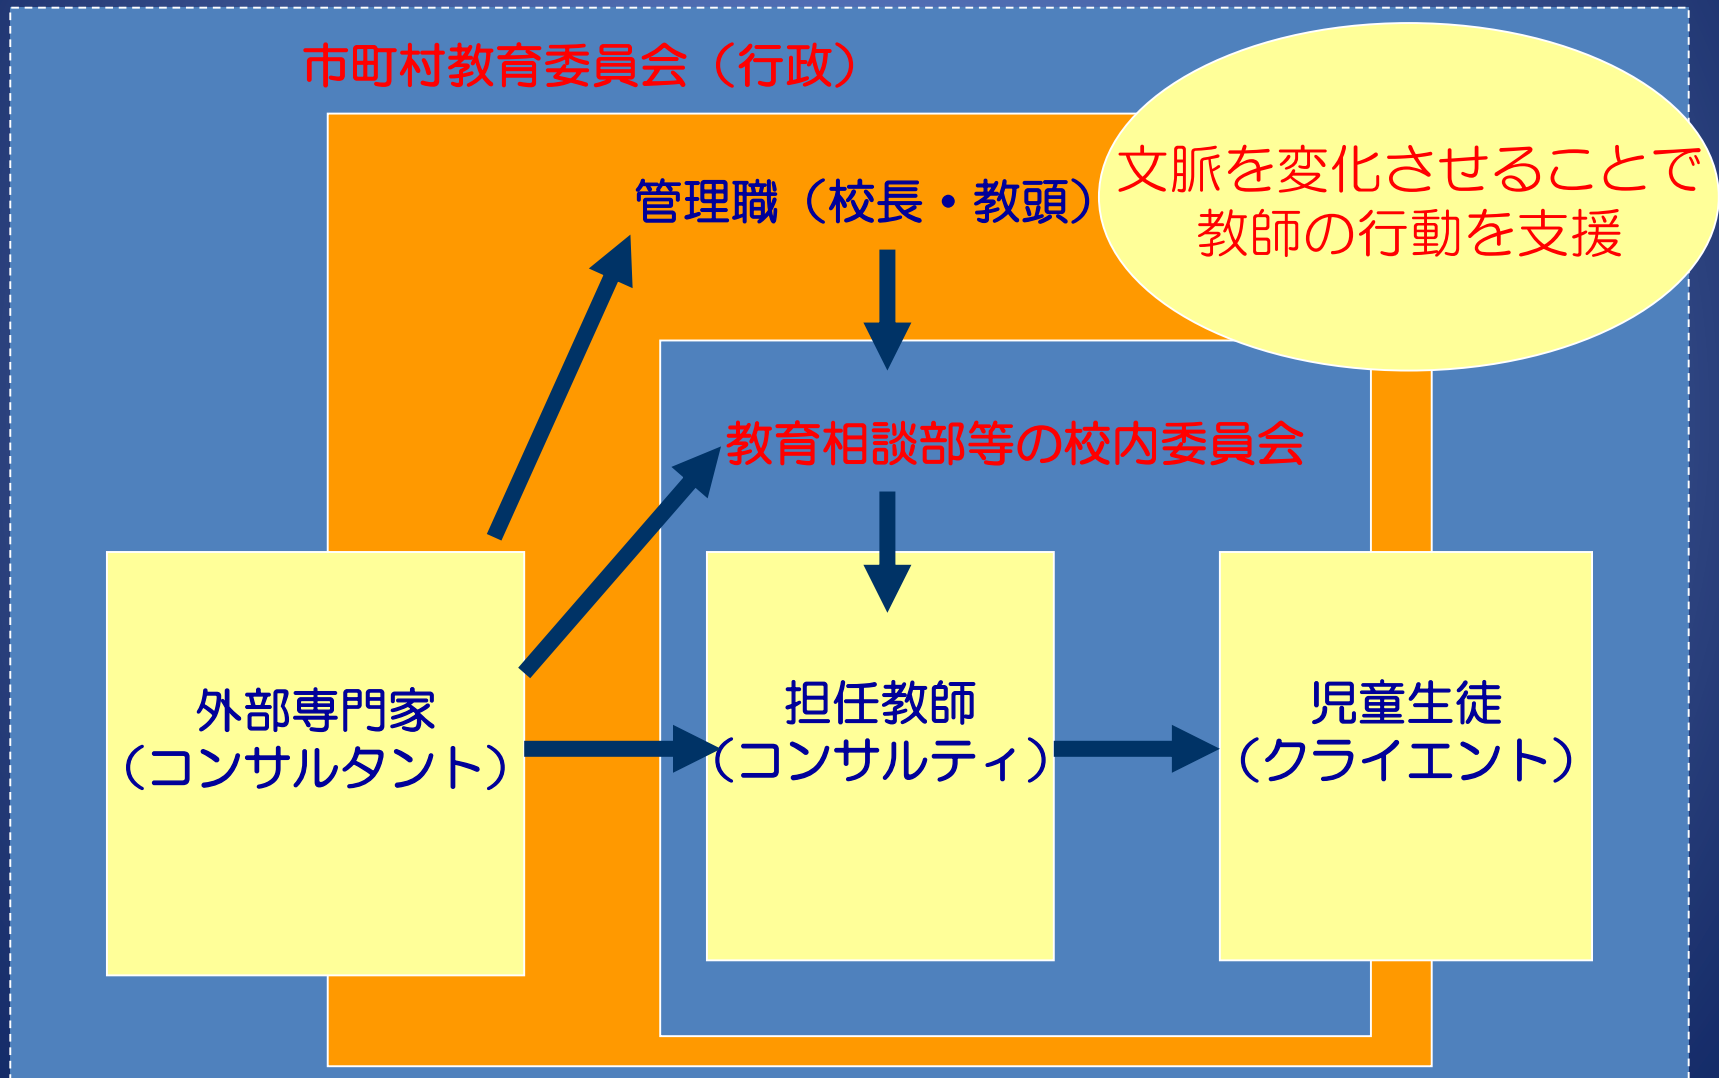 市町村教育委員会（行政）
文脈を変化させることで
教師の行動を支援
管理職（校長・教頭）
教育相談部等の校内委員会
外部専門家
（コンサルタント）
担任教師
（コンサルティ）
児童生徒
（クライエント）